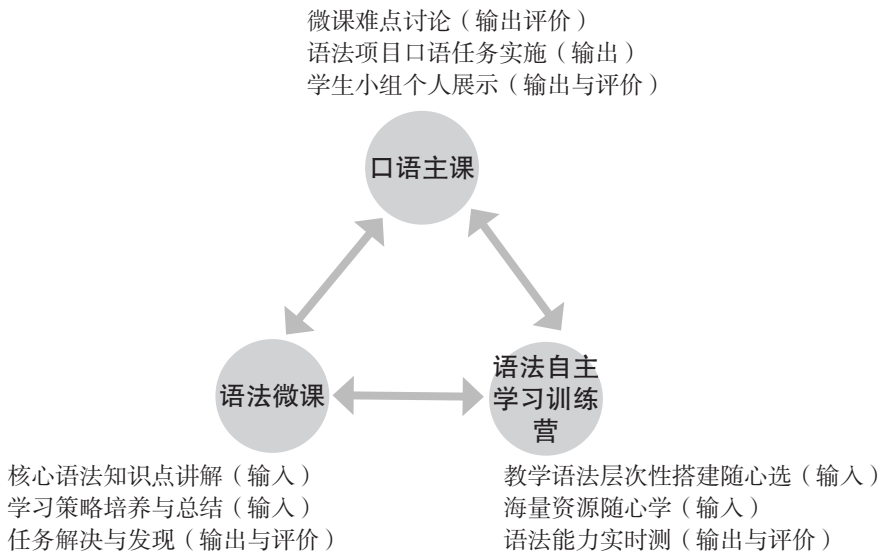 微课难点讨论（输出评价）
语法项目口语任务实施（输出）
学生小组个人展示（输出与评价）
口语主课
语法微课
语法自主
学习训练
营
核心语法知识点讲解（输入）
学习策略培养与总结（输入）
任务解决与发现（输出与评价）
教学语法层次性搭建随心选（输入）
海量资源随心学（输入）
语法能力实时测（输出与评价）